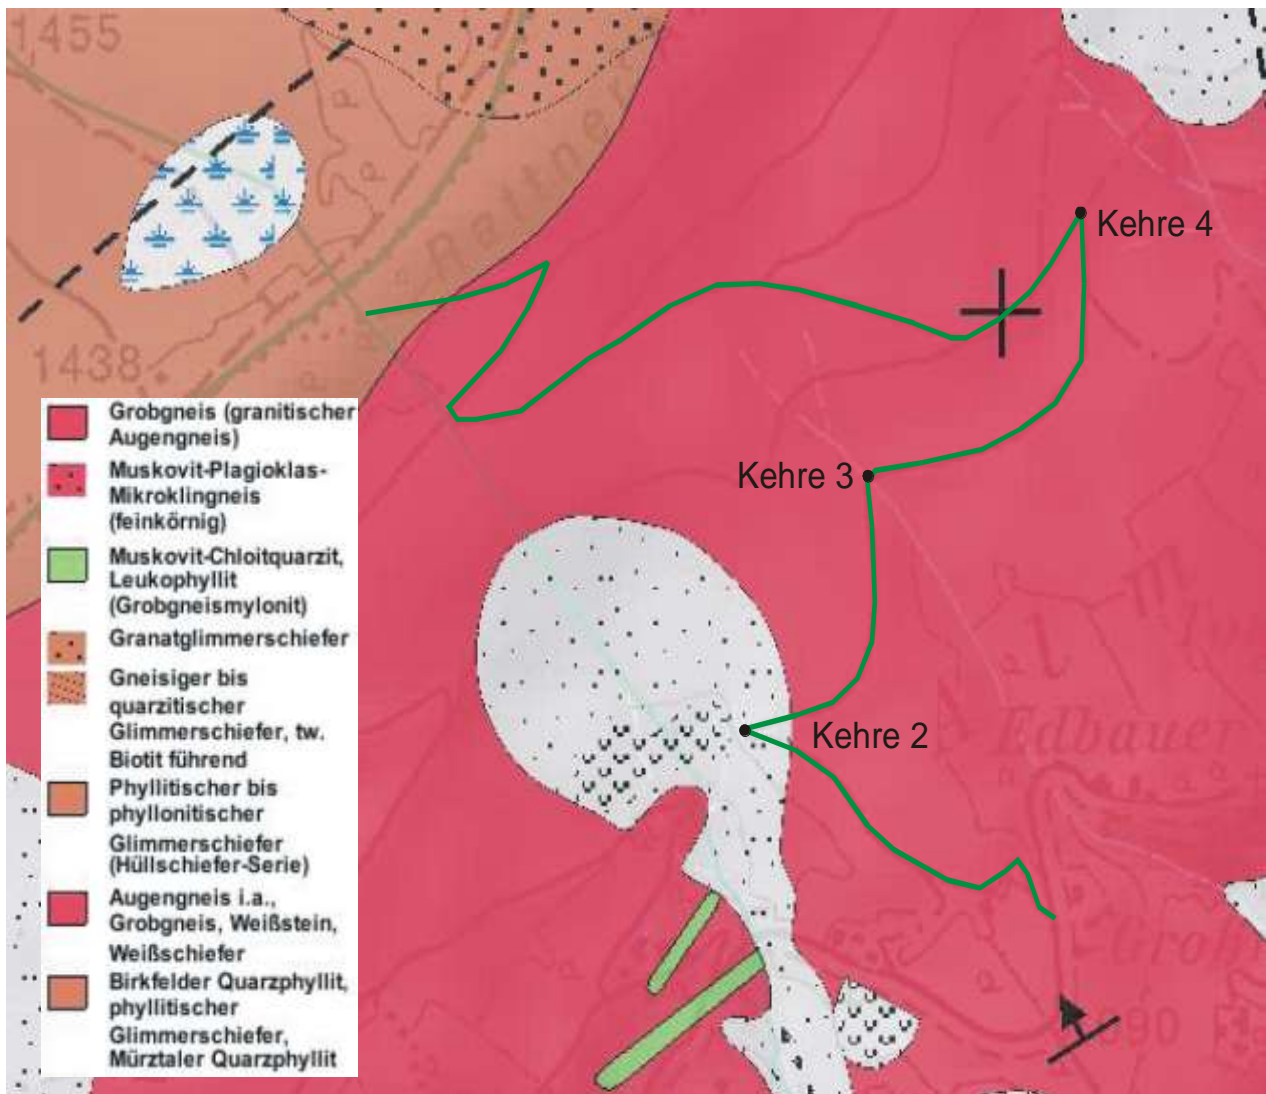 1455
Kehre 4
1438
Kehre 3
Kehre 2
Edbauer
Grobgneis (granitischer
Augengneis)
Muskovit-Plagioklas-
Mikroklingneis
(feinkörnig)
Muskovit-Chloitquarzit,
Leukophyllit
(Grobgneismylonit)
Granatglimmerschiefer
Gneisiger bis
quarzitischer
Glimmerschiefer, tw.
Biotit führend
Phyllitischer bis
phyllonitischer
Glimmerschiefer
(Hüllschiefer-Serie)
Augengneis i.a.,
Grobgneis, Weißstein,
Weißschiefer
Birkfelder Quarzphyllit,
phyllitischer
Glimmerschiefer,
Mürztaler Quarzphyllit